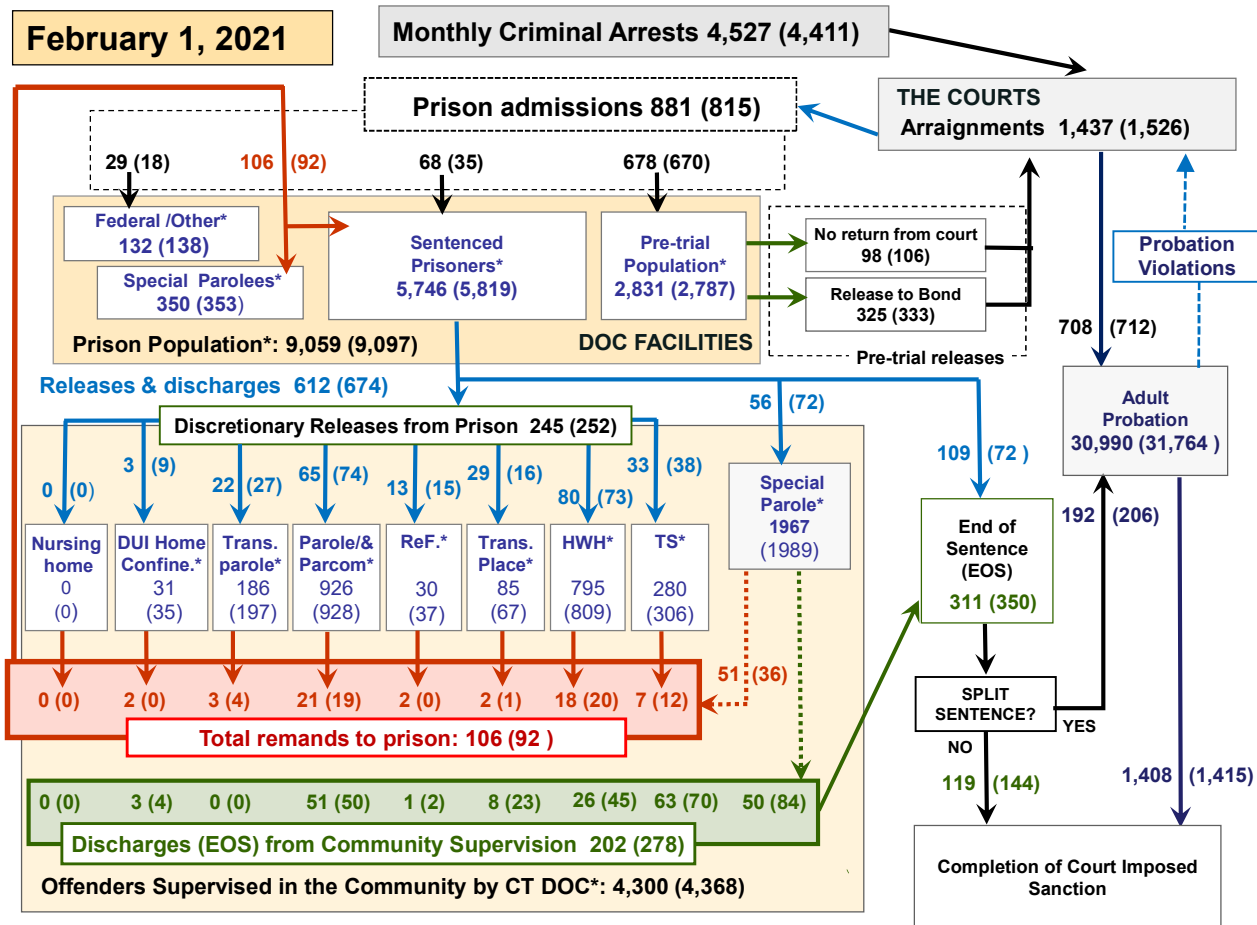 February 1, 2021
Monthly Criminal Arrests 4,527 (4,411)
Prison admissions 881 (815)
THE COURTS
Arraignments 1,437 (1,526)
29 (18)
106 (92)
68 (35)
678 (670)
Federal /Other*
132 (138)
Special Parolees*
350 (353)
Sentenced
Prisoners*
5,746 (5,819)
Pre-trial
Population*
2,831 (2,787)
No return from court
98 (106)
Release to Bond
325 (333)
Pre-trial releases
Probation
Violations
Prison Population*: 9,059 (9,097)
DOC FACILITIES
708 (712)
Releases & discharges 612 (674)
Adult
Probation
30,990 (31,764 )
56 (72)
109 (72 )
192 (206)
Discretionary Releases from Prison 245 (252)
0 (0)
3 (9)
22 (27)
65 (74)
13 (15)
29 (16)
80 (73)
33 (38)
Nursing
home
0
(0)
DUI Home
Confine.*
31
(35)
Trans.
parole*
186
(197)
Parole/&
Parcom*
926
(928)
ReF.*
30
(37)
Trans.
Place*
85
(67)
HWH*
795
(809)
TS*
280
(306)
Special
Parole*
1967
(1989)
End of
Sentence
(EOS)
311 (350)
51 (36)
0 (0)
2 (0)
3 (4)
21 (19)
2 (0)
2 (1)
18 (20)
7 (12)
Total remands to prison: 106 (92 )
SPLIT
SENTENCE?
YES
NO
119 (144)
1,408 (1,415)
0 (0)
3 (4)
0 (0)
51 (50)
1 (2)
8 (23)
26 (45)
63 (70)
50 (84)
Discharges (EOS) from Community Supervision 202 (278)
Offenders Supervised in the Community by CT DOC*: 4,300 (4,368)
Completion of Court Imposed
Sanction